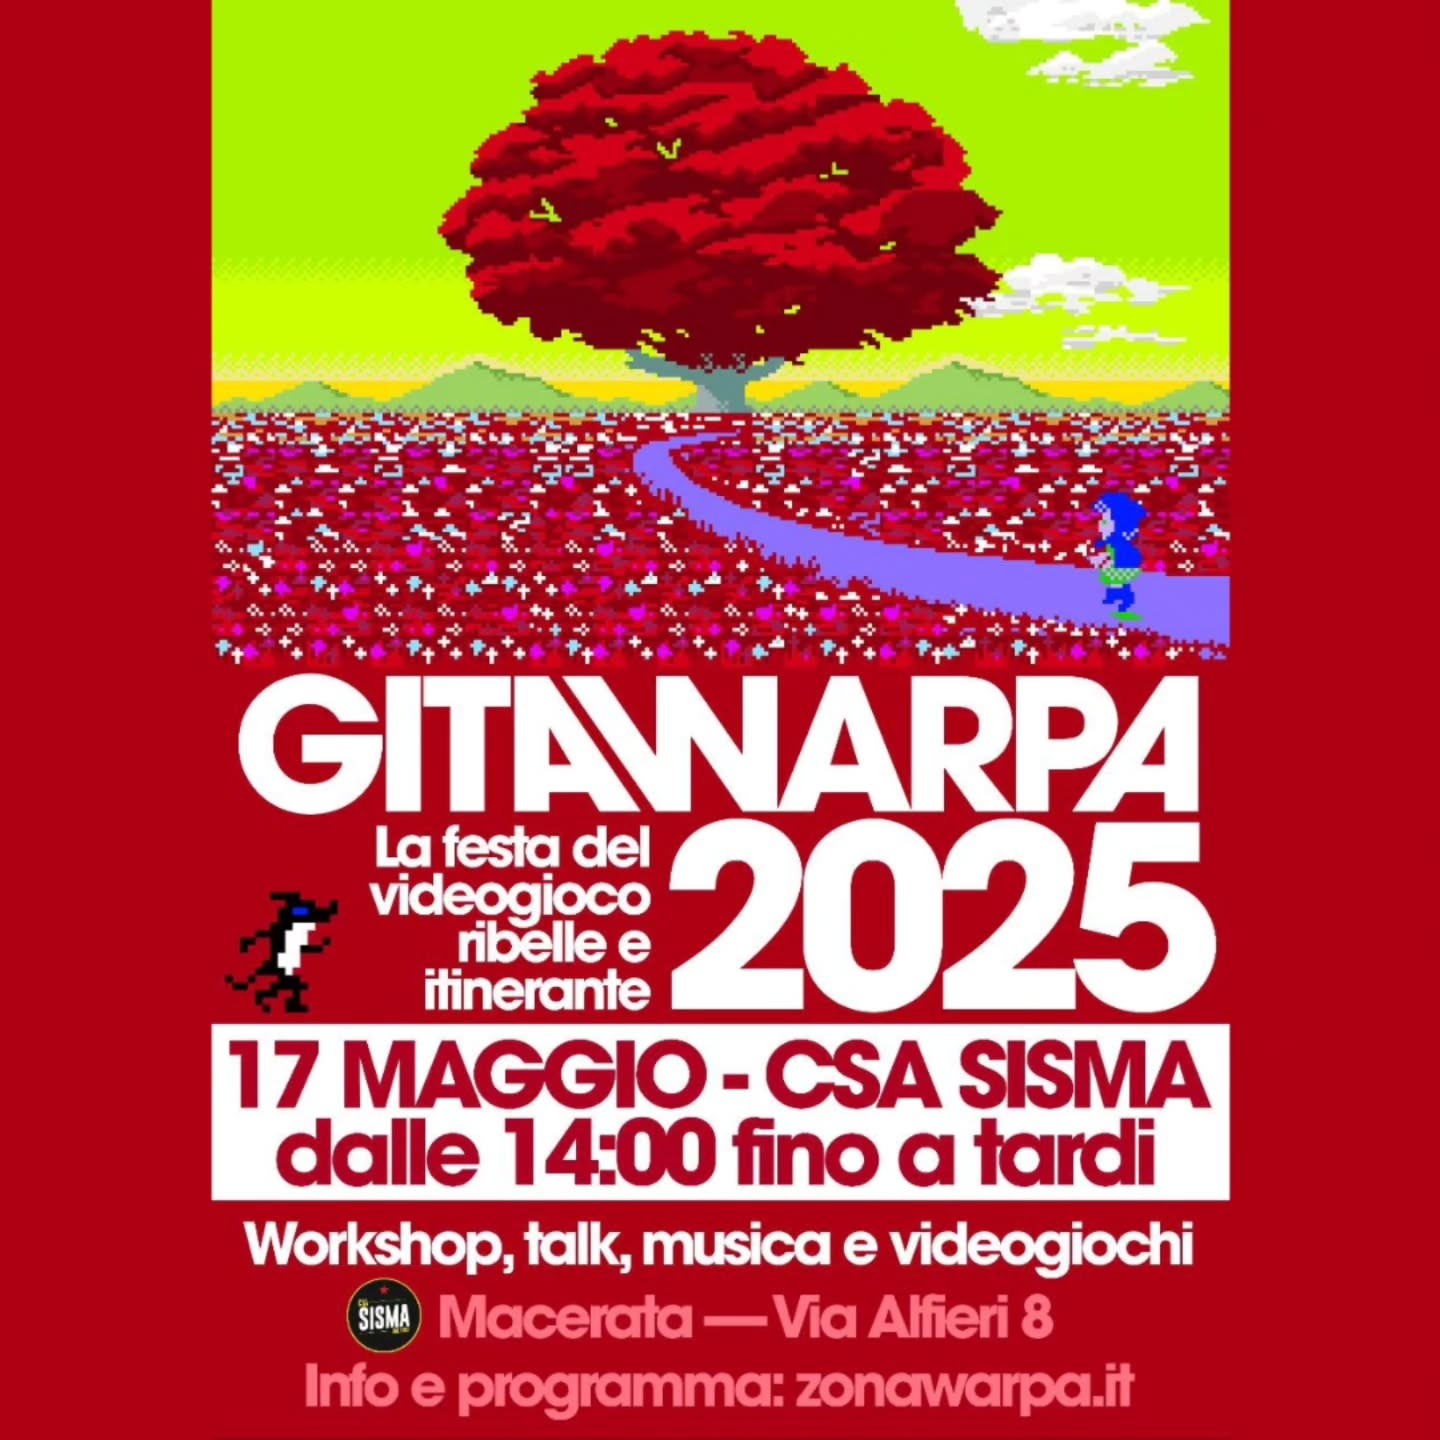 GITAWARPA
La festa del
videogioco
ribelle e
itinerante
2025
17 MAGGIO - CSA SISMA
dalle 14:00 fino a tardi
Workshop, talk, musica e videogiochi
CSA
SISMA
Macerata — Via Alfieri 8
Info e programma: zonawarpa.it